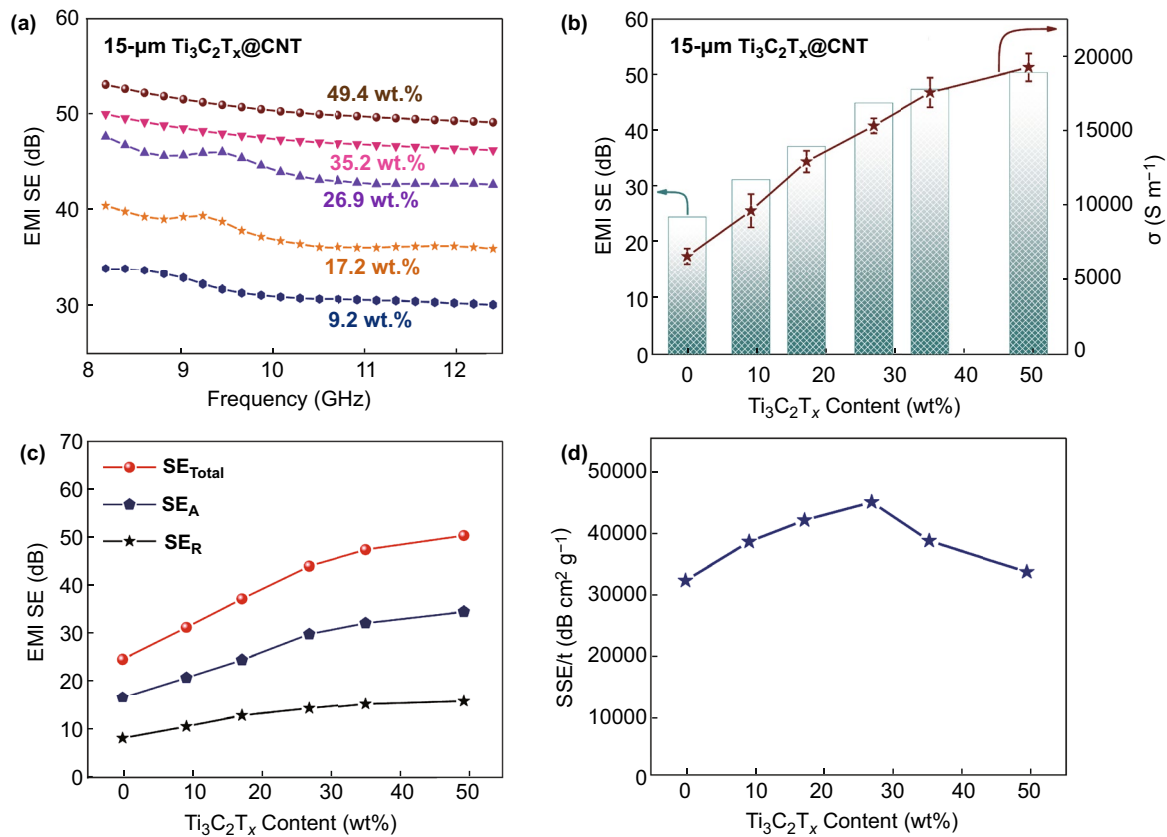 (a)
15-μm Ti₃C₂Tₓ@CNT
60
50
40
30
EMI SE (dB)
49.4 wt.%
35.2 wt.%
26.9 wt.%
17.2 wt.%
9.2 wt.%
8 9 10 11 12
Frequency (GHz)
(b)
15-μm Ti₃C₂Tₓ@CNT
60
50
40
30
20
10
0
EMI SE (dB)
20000
15000
10000
5000
0
σ (S m⁻¹)
0 10 20 30 40 50
Ti₃C₂Tₓ Content (wt%)
(c)
70
60
50
40
30
20
10
0
EMI SE (dB)
SE_Total
SE_A
SE_R
0 10 20 30 40 50
Ti₃C₂Tₓ Content (wt%)
(d)
50000
40000
30000
20000
10000
0
SSE/t (dB cm² g⁻¹)
0 10 20 30 40 50
Ti₃C₂Tₓ Content (wt%)